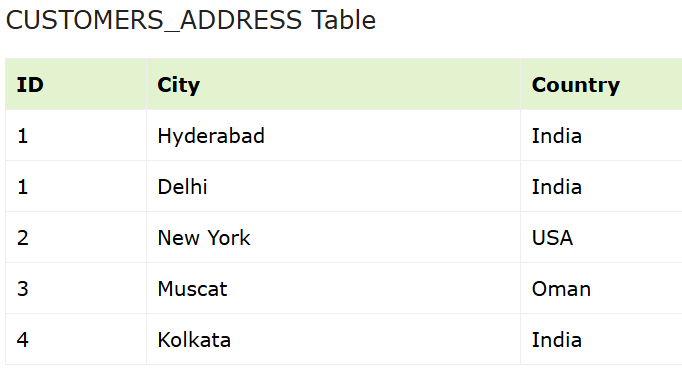 CUSTOMERS_ADDRESS Table
ID City Country
1 Hyderabad India
1 Delhi India
2 New York USA
3 Muscat Oman
4 Kolkata India